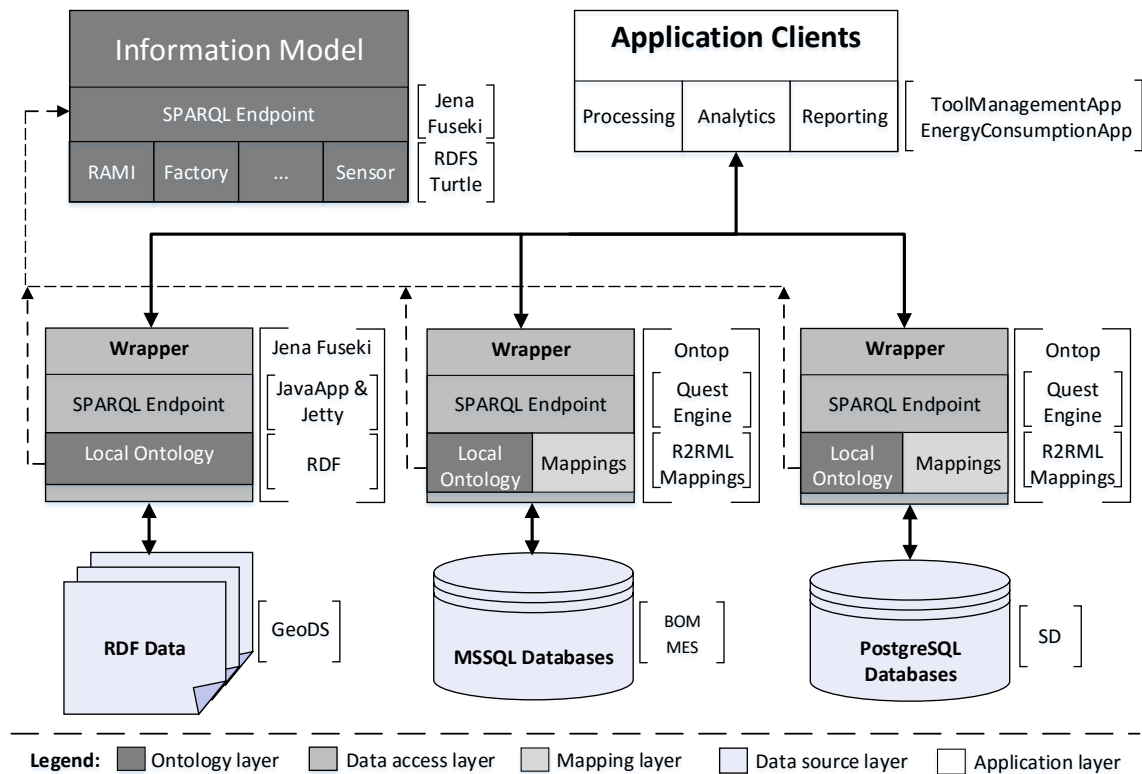 Information Model
SPARQL Endpoint
RAMI
Factory
...
Sensor
Jena
Fuseki
RDFS
Turtle
Application Clients
Processing
Analytics
Reporting
ToolManagementApp
EnergyConsumptionApp
Wrapper
SPARQL Endpoint
Local Ontology
Jena Fuseki
JavaApp &
Jetty
RDF
Wrapper
SPARQL Endpoint
Local
Ontology
Mappings
Ontop
Quest
Engine
R2RML
Mappings
Wrapper
SPARQL Endpoint
Local
Ontology
Mappings
Ontop
Quest
Engine
R2RML
Mappings
RDF Data
GeoDS
MSSQL Databases
BOM
MES
PostgreSQL
Databases
SD
Legend: Ontology layer Data access layer Mapping layer Data source layer Application layer